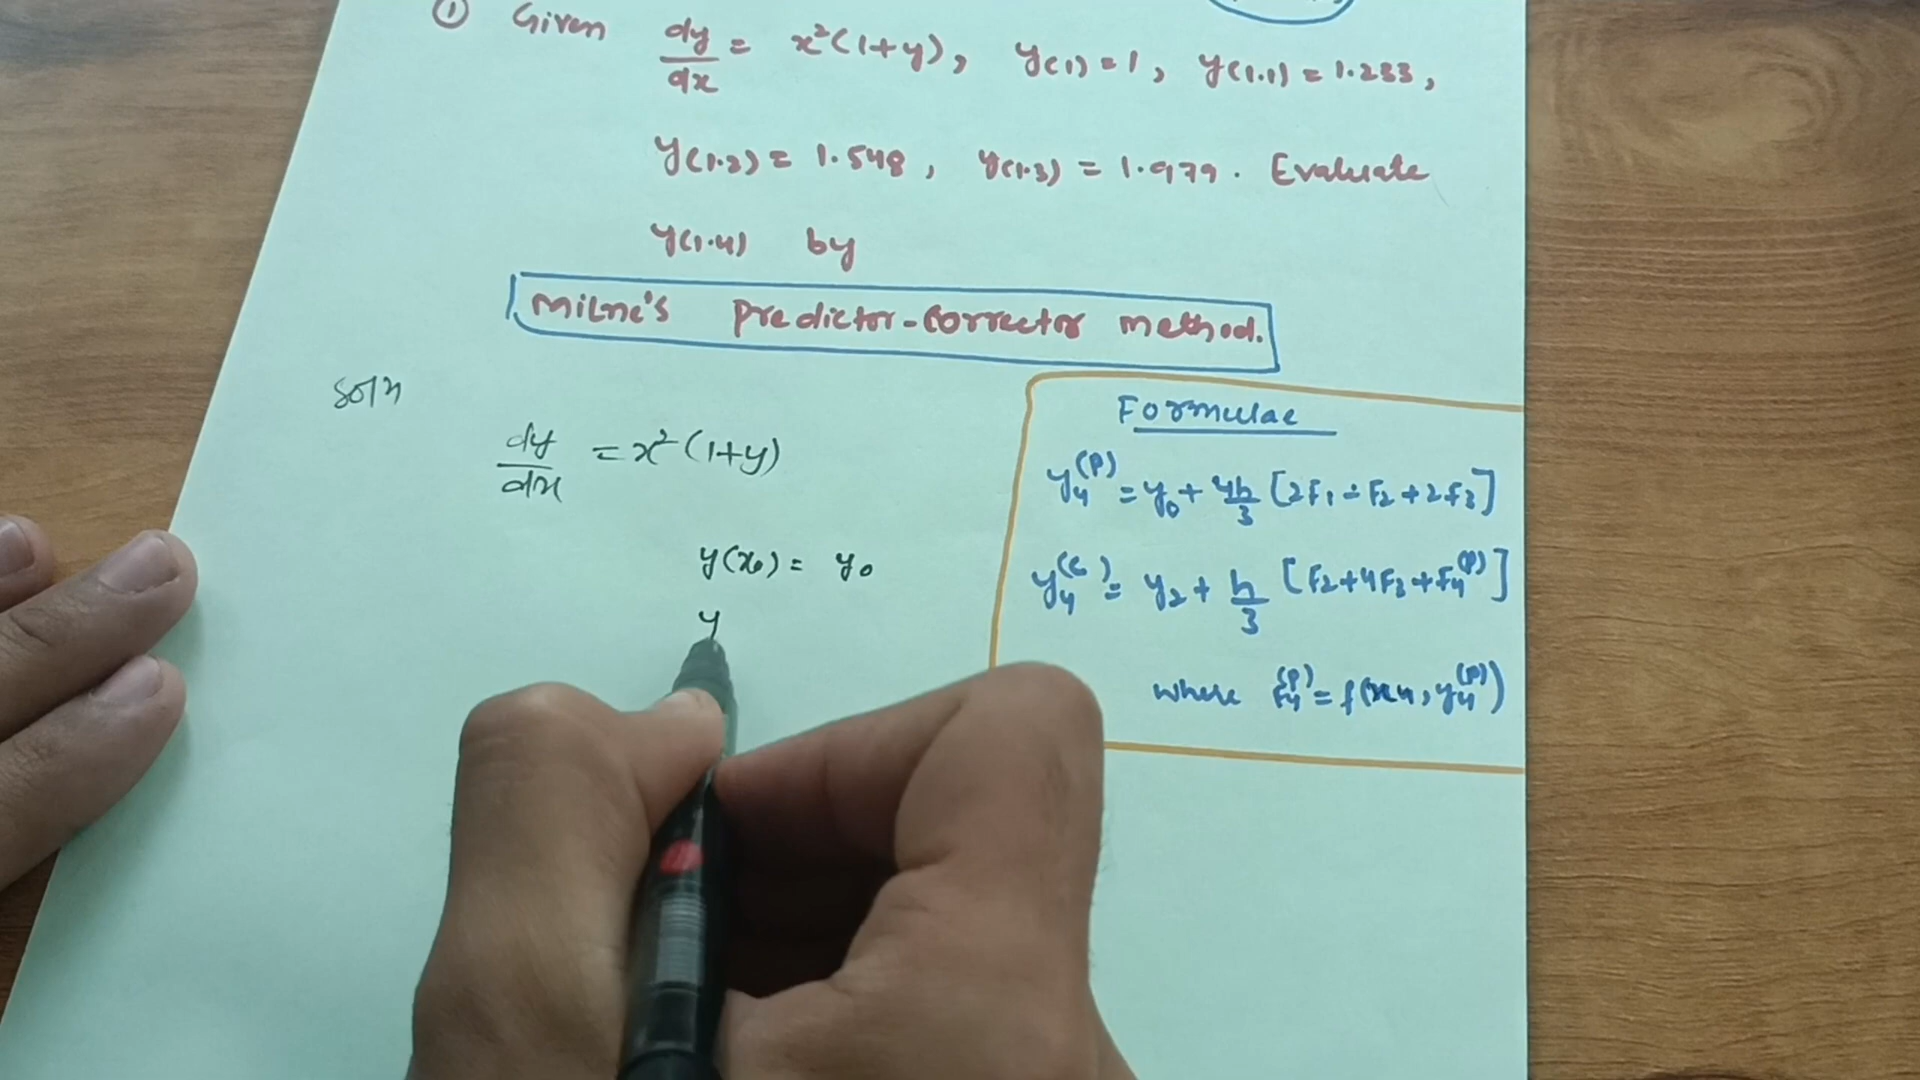 ① Given dy/dx = x²(1+y), y(1) = 1, y(1.1) = 1.233,
y(1.2) = 1.548, y(1.3) = 1.979. Evaluate
y(1.4) by
Milne's Predictor-Corrector method.
Soln
dy/dx = x²(1+y)
y(x₀) = y₀
y
Formulae
y₄⁽ᴾ⁾ = y₀ + 4h/3 [2F₁ - F₂ + 2F₃]
y₄⁽ᶜ⁾ = y₂ + h/3 [F₂+4F₃+F₄⁽ᴾ⁾]
where F₄⁽ᴾ⁾ = f(x₄, y₄⁽ᴾ⁾)